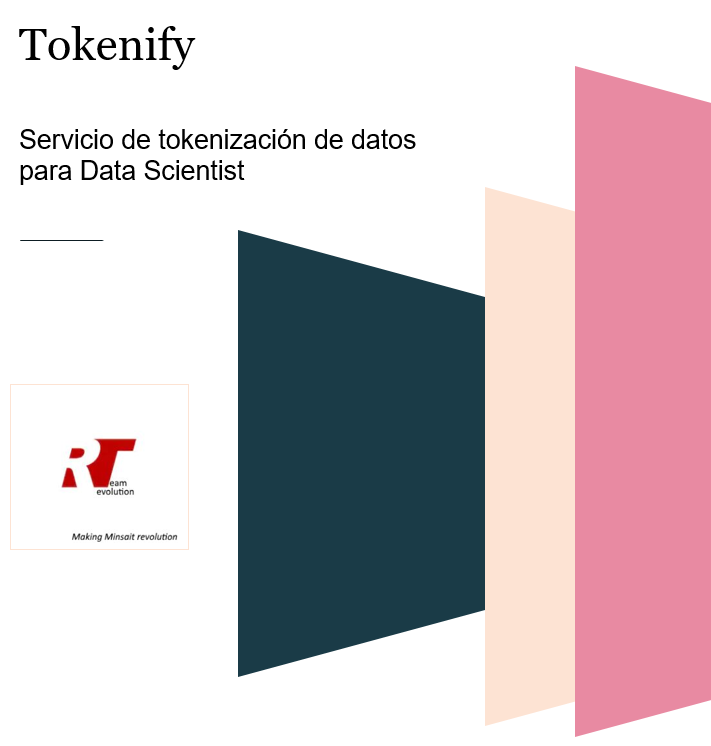 Tokenify
Servicio de tokenización de datos
para Data Scientist
RT
eam
evolution
Making Minsait revolution